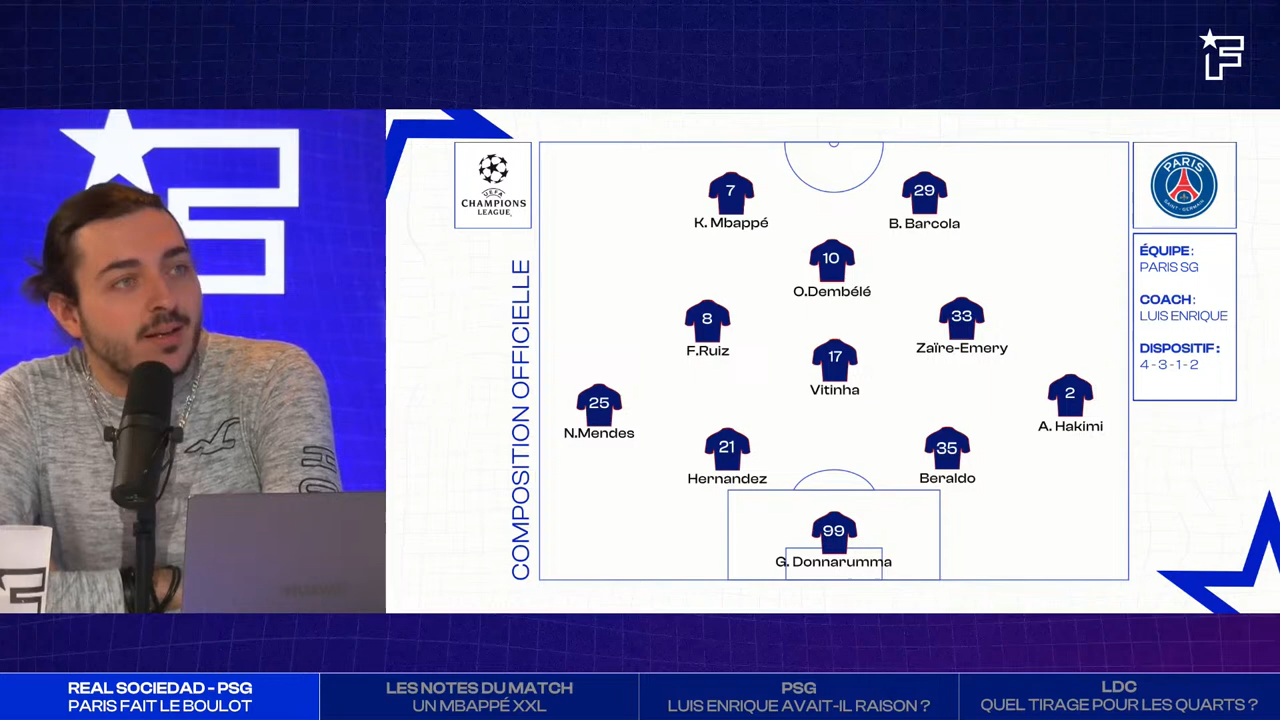 F
UEFA
CHAMPIONS
LEAGUE
COMPOSITION OFFICIELLE
7
K. Mbappé
29
B. Barcola
10
O.Dembélé
8
F.Ruiz
33
Zaïre-Emery
17
Vitinha
25
N.Mendes
2
A. Hakimi
21
Hernandez
35
Beraldo
99
G. Donnarumma
PARIS
SAINT-GERMAIN
ÉQUIPE :
PARIS SG
COACH :
LUIS ENRIQUE
DISPOSITIF :
4 - 3 - 1 - 2
REAL SOCIEDAD - PSG
PARIS FAIT LE BOULOT
LES NOTES DU MATCH
UN MBAPPÉ XXL
PSG
LUIS ENRIQUE AVAIT-IL RAISON ?
LDC
QUEL TIRAGE POUR LES QUARTS ?